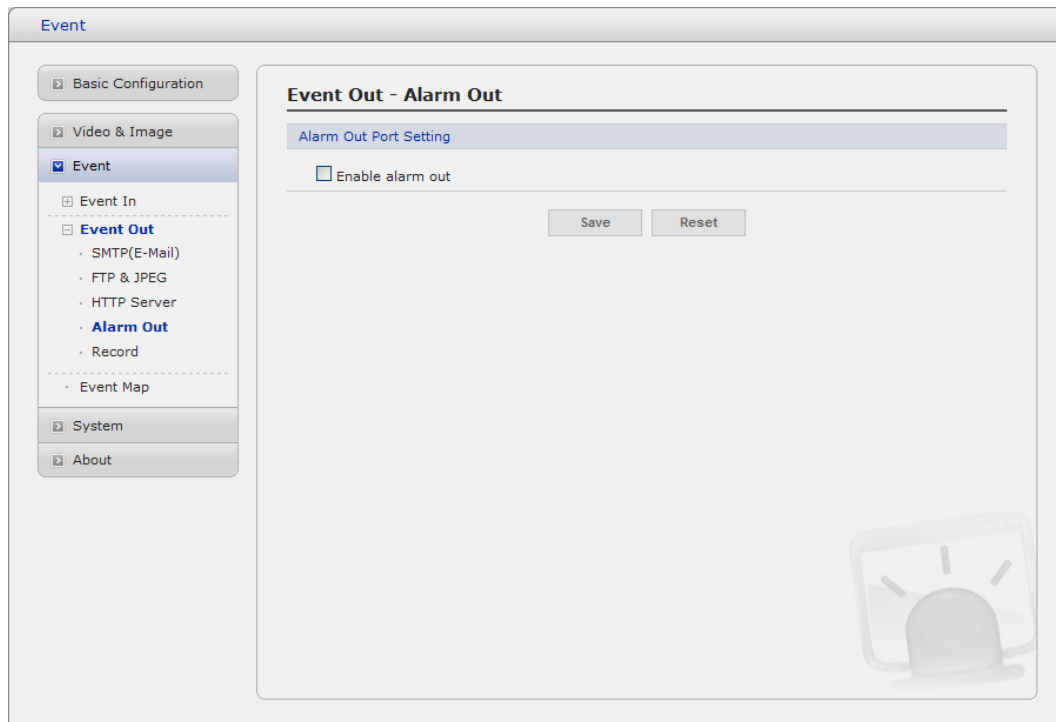 Event
Basic Configuration
Video & Image
Event
Event In
Event Out
SMTP(E-Mail)
FTP & JPEG
HTTP Server
Alarm Out
Record
Event Map
System
About
Event Out - Alarm Out
Alarm Out Port Setting
Enable alarm out
Save Reset